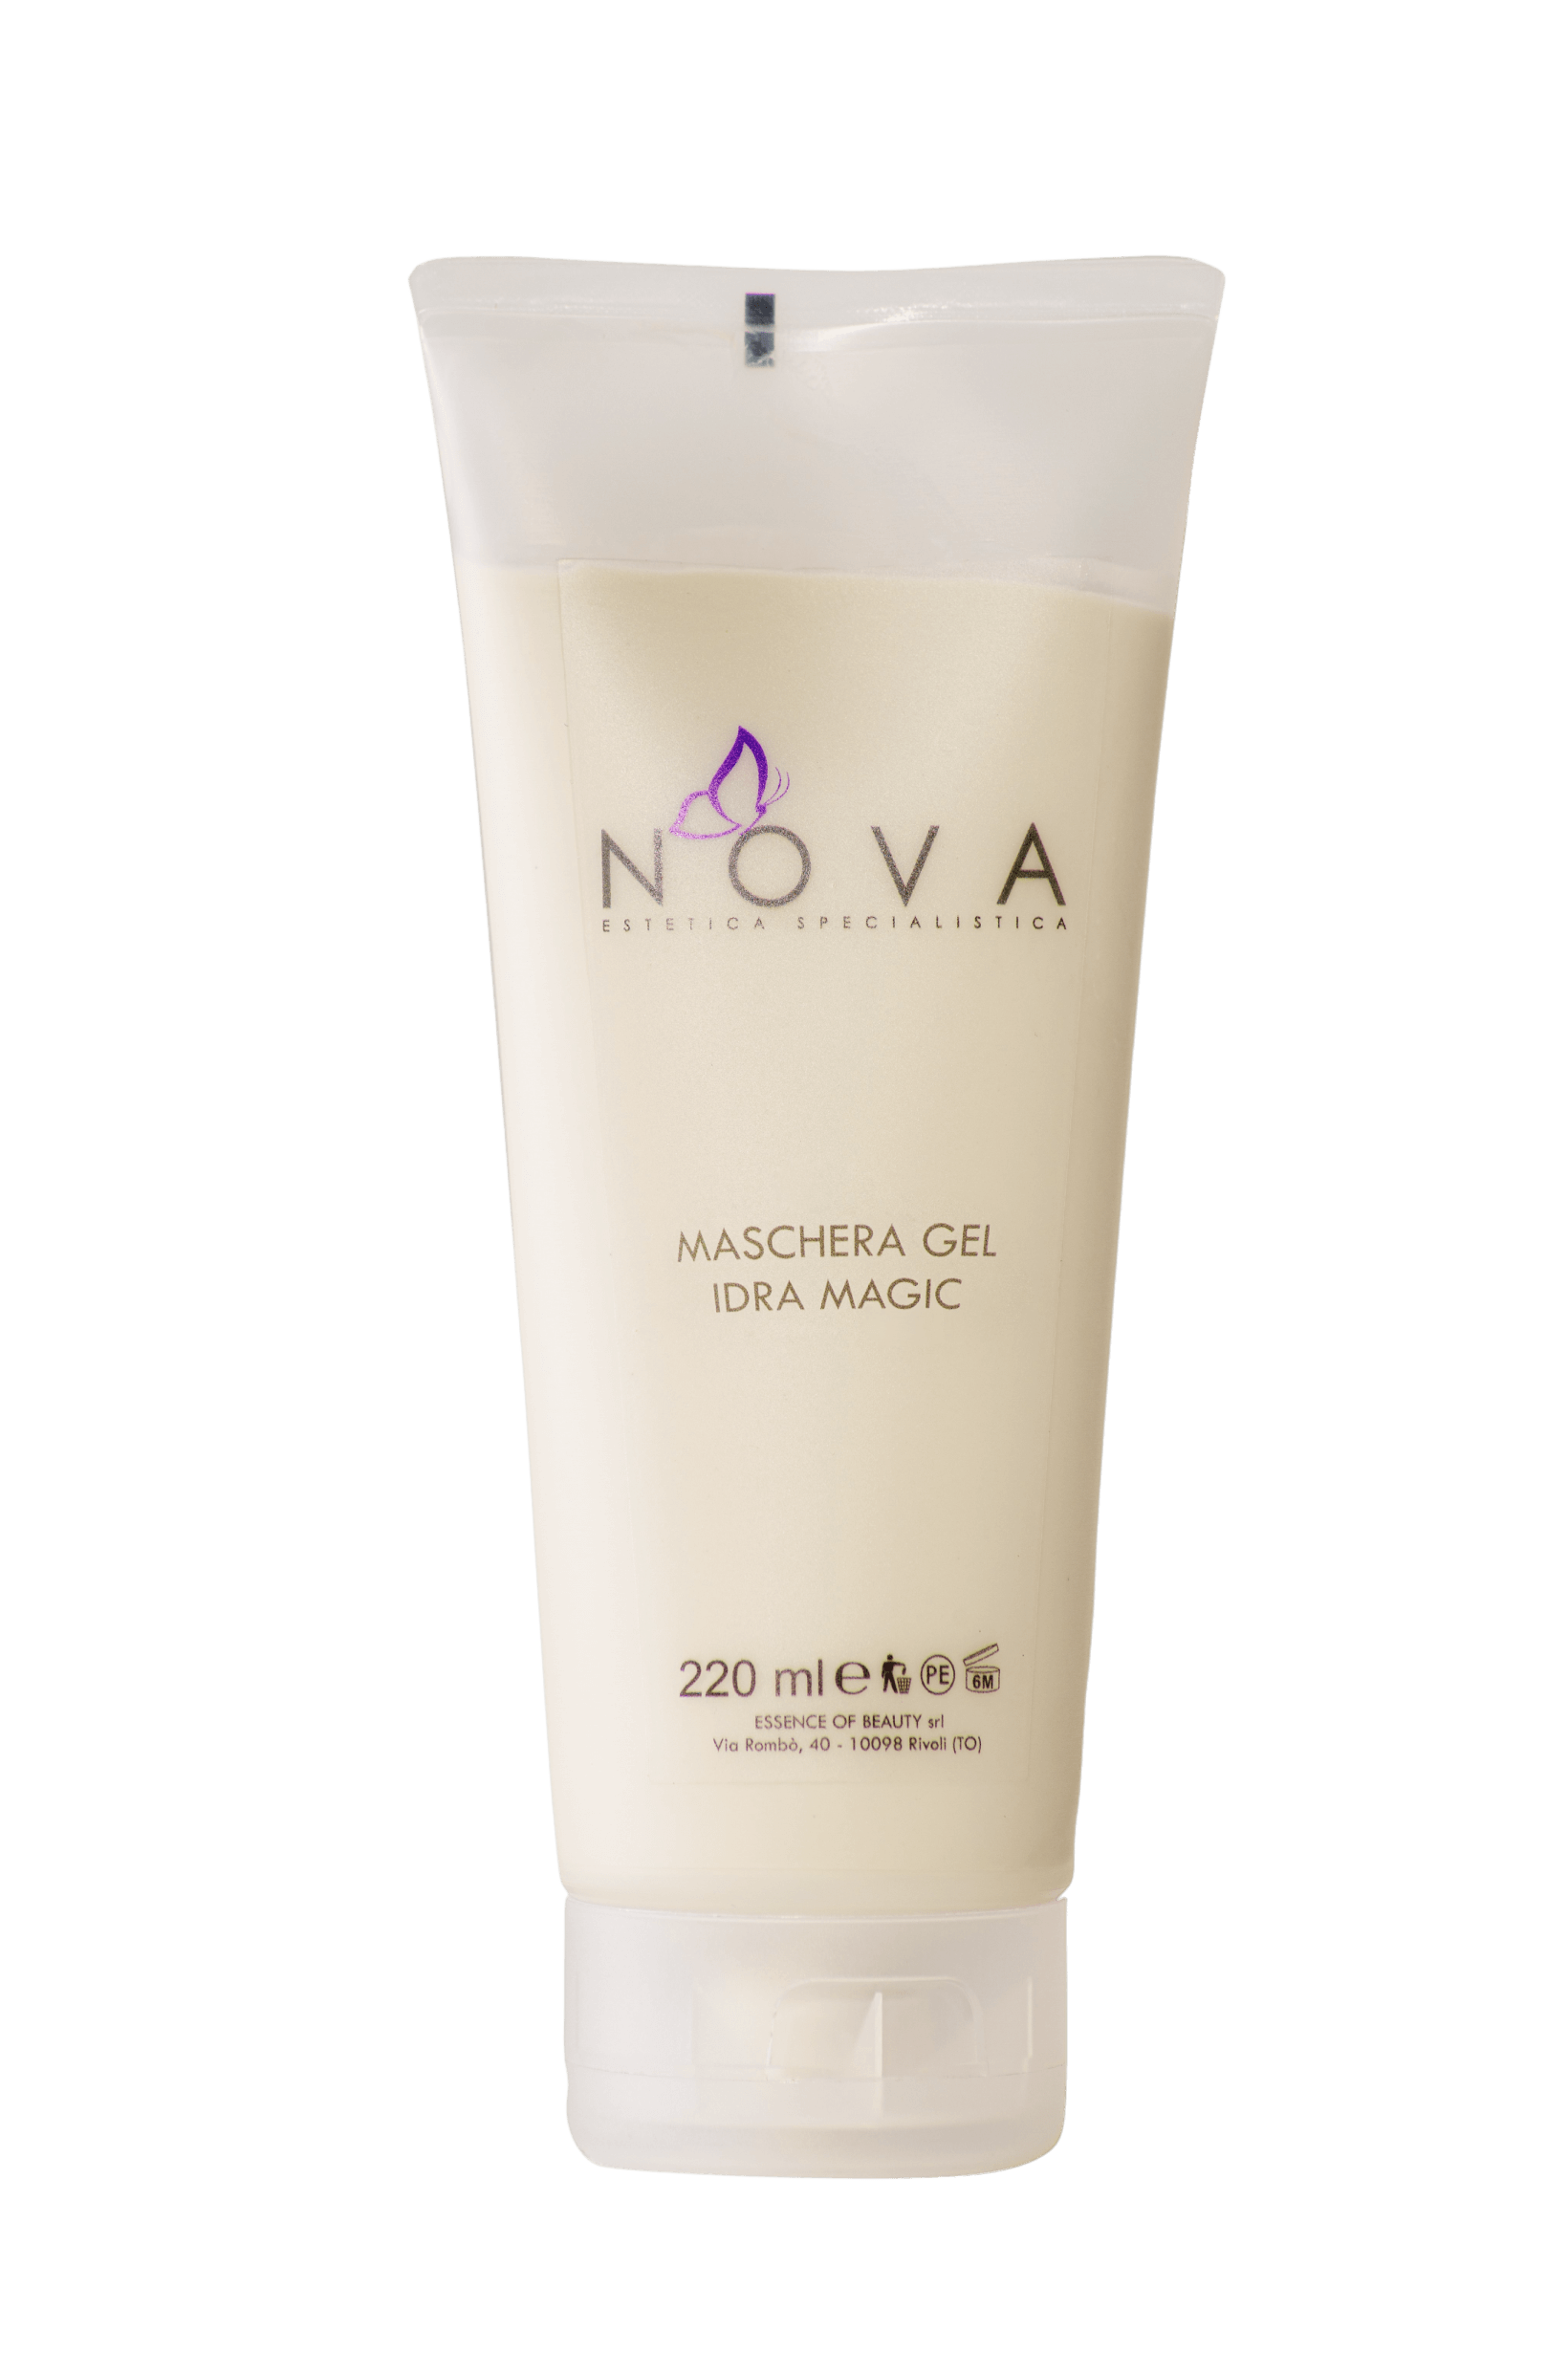 NOVA
ESTETICA SPECIALISTICA
MASCHERA GEL
IDRA MAGIC
220 ml e PE 6M
ESSENCE OF BEAUTY srl
Via Rombò, 40 - 10098 Rivoli (TO)